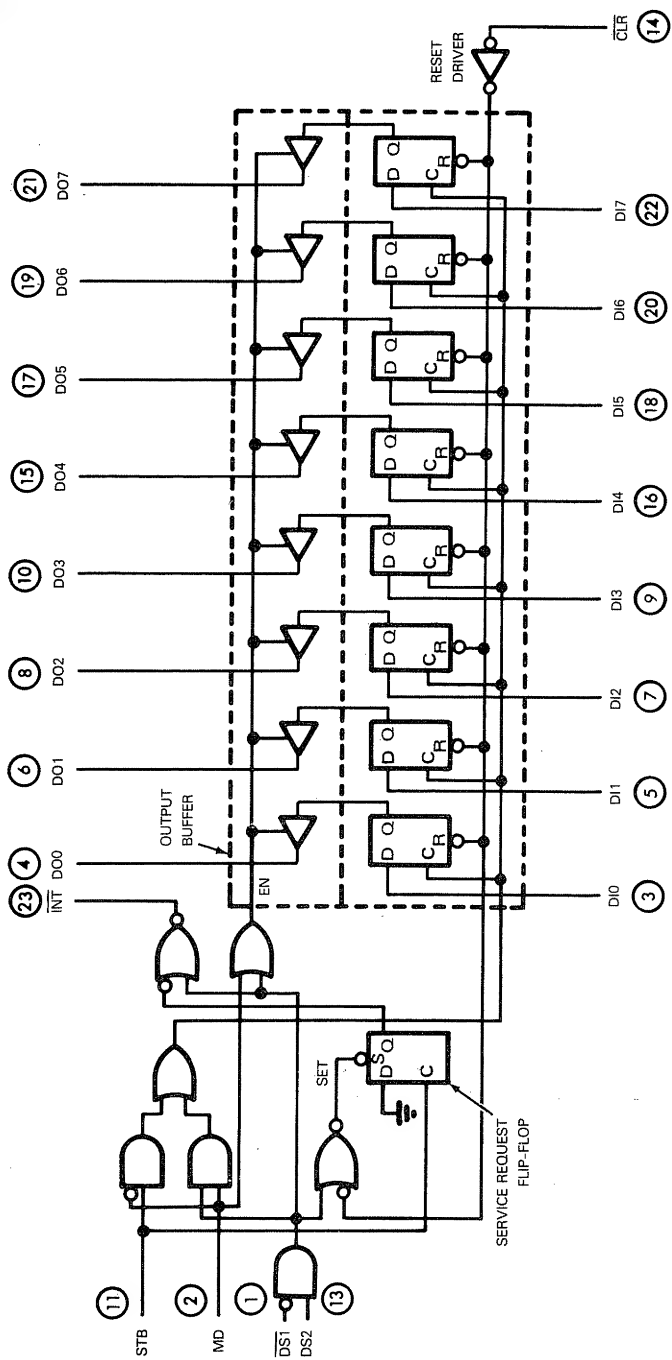 STB
11
MD
2
DS1
1
DS2
13
SET
SERVICE REQUEST
FLIP-FLOP
D
S
Q
C
INT
23
OUTPUT
BUFFER
EN
DO0
4
DO1
6
DO2
8
DO3
10
DO4
15
DO5
17
DO6
19
DO7
21
D Q
C R
D Q
C R
D Q
C R
D Q
C R
D Q
C R
D Q
C R
D Q
C R
D Q
C R
DI0
3
DI1
5
DI2
7
DI3
9
DI4
16
DI5
18
DI6
20
DI7
22
RESET
DRIVER
CLR
14